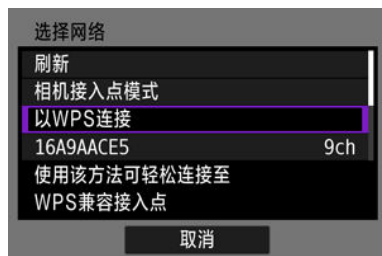 选择网络
刷新
相机接入点模式
以WPS连接
16A9AACE5 9ch
使用该方法可轻松连接至
WPS兼容接入点
取消